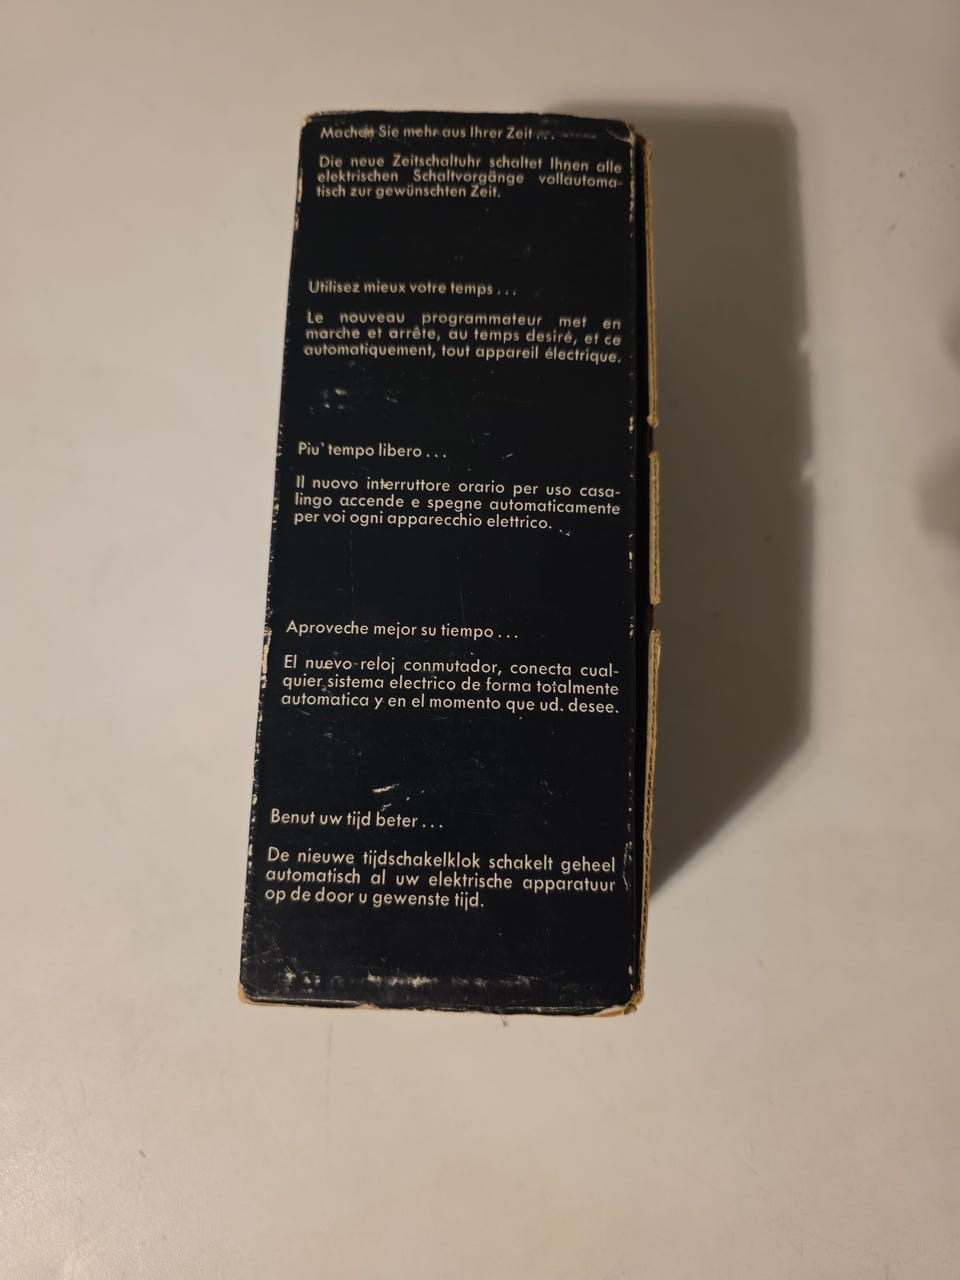 Machen Sie mehr aus Ihrer Zeit ...
Die neue Zeitschaltuhr schaltet Ihnen alle
elektrischen Schaltvorgänge vollautoma-
tisch zur gewünschten Zeit.
Utilisez mieux votre temps ...
Le nouveau programmateur met en
marche et arrête, au temps desiré, et ce
automatiquement, tout appareil électrique.
Piu' tempo libero ...
Il nuovo interruttore orario per uso casa-
lingo accende e spegne automaticamente
per voi ogni apparecchio elettrico.
Aproveche mejor su tiempo ...
El nuevo reloj conmutador, conecta cual-
quier sistema electrico de forma totalmente
automatica y en el momento que ud. desee.
Benut uw tijd beter ...
De nieuwe tijdschakelklok schakelt geheel
automatisch al uw elektrische apparatuur
op de door u gewenste tijd.